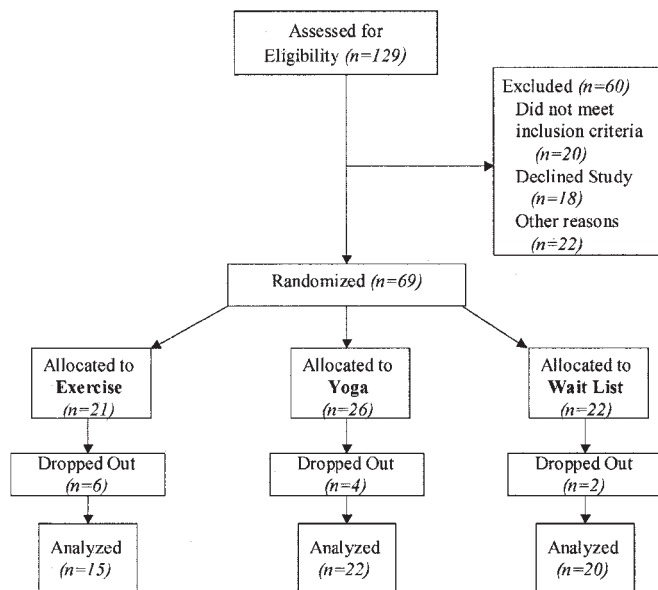 Assessed for
Eligibility (n=129)
Excluded (n=60)
Did not meet
inclusion criteria
(n=20)
Declined Study
(n=18)
Other reasons
(n=22)
Randomized (n=69)
Allocated to
Exercise
(n=21)
Allocated to
Yoga
(n=26)
Allocated to
Wait List
(n=22)
Dropped Out
(n=6)
Dropped Out
(n=4)
Dropped Out
(n=2)
Analyzed
(n=15)
Analyzed
(n=22)
Analyzed
(n=20)